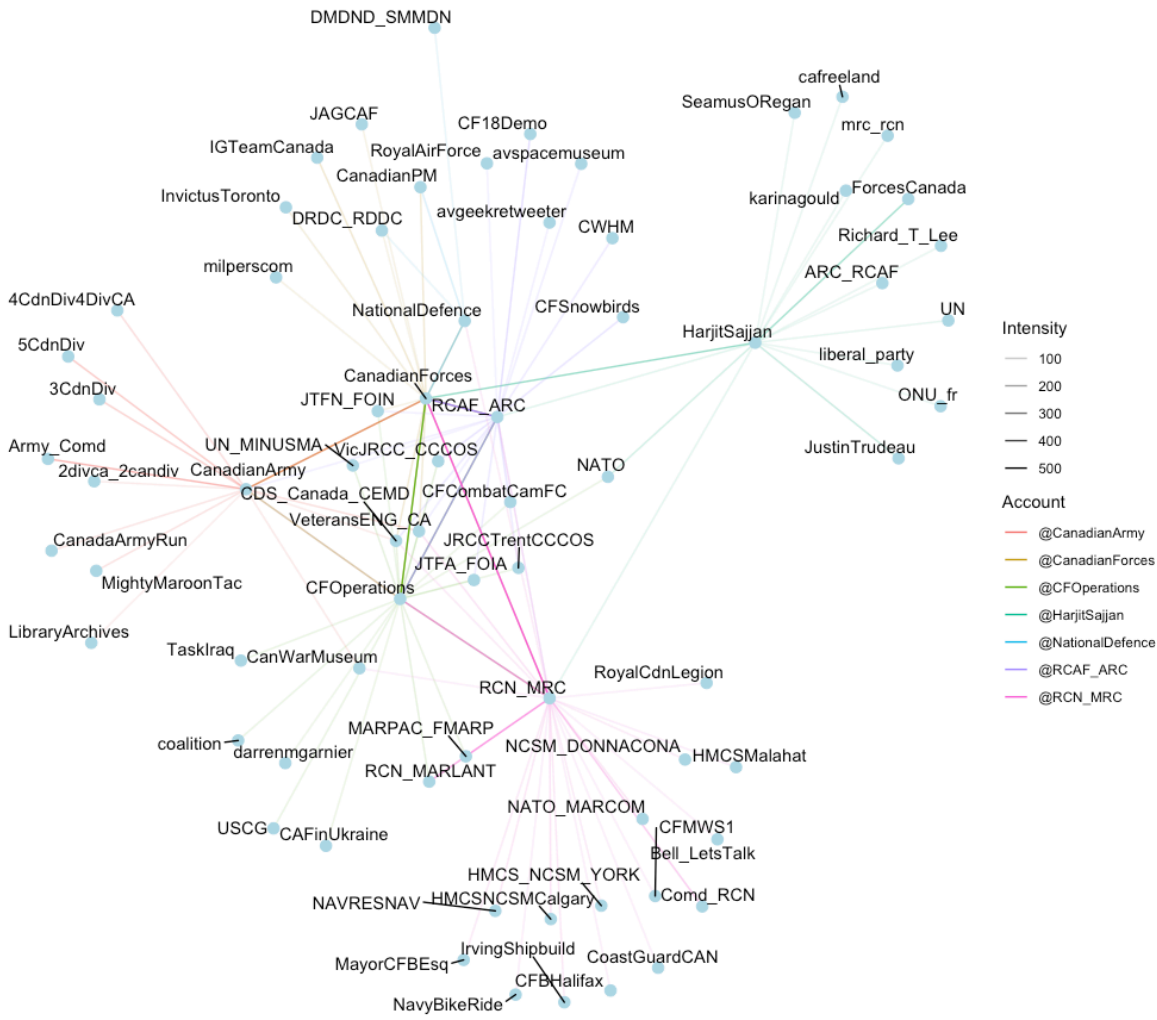 DMDND_SMMDN
cafreeland
SeamusORegan
mrc_rcn
JAGCAF
CF18Demo
IGTeamCanada
RoyalAirForce
avspacemuseum
CanadianPM
InvictusToronto
karinagould
ForcesCanada
DRDC_RDDC
avgeekretweeter
CWHM
Richard_T_Lee
milperscom
ARC_RCAF
4CdnDiv4DivCA
NationalDefence
CFSnowbirds
UN
HarjitSajjan
Intensity
5CdnDiv
liberal_party
100
3CdnDiv
CanadianForces
200
JTFN_FOIN
RCAF_ARC
ONU_fr
300
Army_Comd
UN_MINUSMA
VicJRCC_CCCOS
JustinTrudeau
400
2divca_2candiv
CanadianArmy
NATO
500
CDS_Canada_CEMD
CFCombatCamFC
Account
VeteransENG_CA
@CanadianArmy
CanadaArmyRun
JRCCTrentCCCOS
@CanadianForces
MightyMaroonTac
JTFA_FOIA
CFOperations
@CFOperations
@HarjitSajjan
LibraryArchives
@NationalDefence
TaskIraq
CanWarMuseum
@RCAF_ARC
RoyalCdnLegion
RCN_MRC
@RCN_MRC
MARPAC_FMARP
coalition
darrenmgarnier
NCSM_DONNACONA
HMCSMalahat
RCN_MARLANT
NATO_MARCOM
USCG
CAFinUkraine
CFMWS1
Bell_LetsTalk
HMCS_NCSM_YORK
NAVRESNAV
HMCSNCSMCalgary
Comd_RCN
IrvingShipbuild
CoastGuardCAN
MayorCFBEsq
CFBHalifax
NavyBikeRide